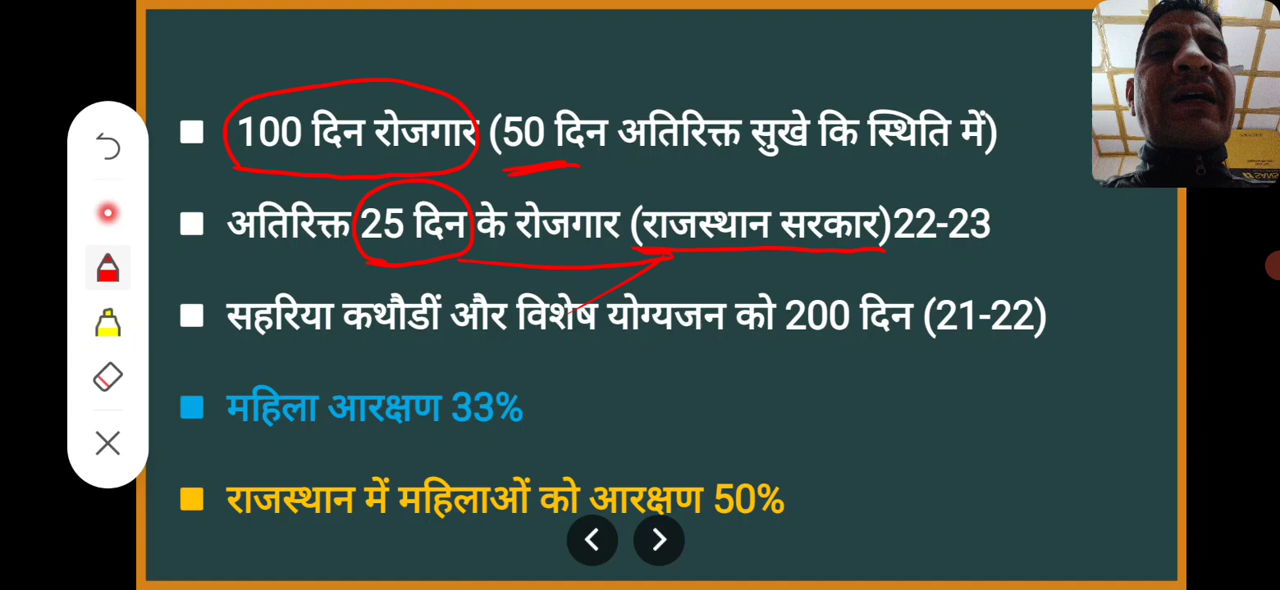 100 दिन रोजगार (50 दिन अतिरिक्त सुखे कि स्थिति में)
अतिरिक्त 25 दिन के रोजगार (राजस्थान सरकार)22-23
सहरिया कथौडीं और विशेष योग्यजन को 200 दिन (21-22)
महिला आरक्षण 33%
राजस्थान में महिलाओं को आरक्षण 50%